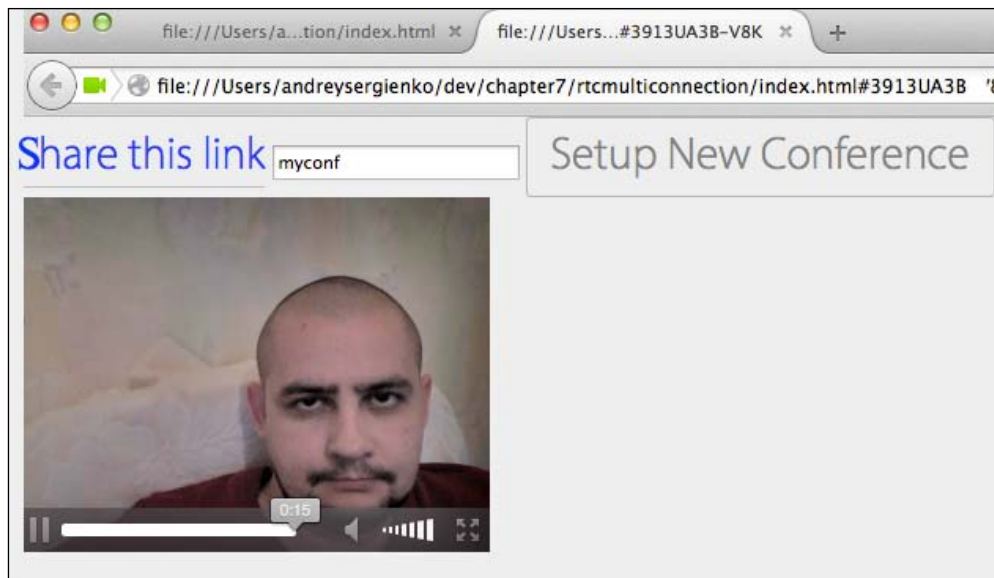 file:///Users/a...tion/index.html
file:///Users...#3913UA3B-V8K
file:///Users/andreysergienko/dev/chapter7/rtcmulticonnection/index.html#3913UA3B
Share this link
myconf
Setup New Conference
0:15